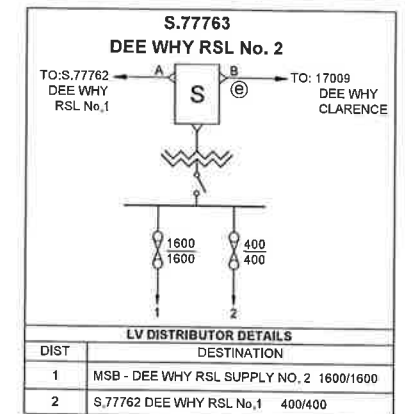 S.77763
DEE WHY RSL No. 2
TO:S.77762
DEE WHY
RSL No.1
A
B
e
S
TO: 17009
DEE WHY
CLARENCE
1600
1600
400
400
1
2
LV DISTRIBUTOR DETAILS
DIST DESTINATION
1 MSB - DEE WHY RSL SUPPLY NO. 2 1600/1600
2 S.77762 DEE WHY RSL No.1 400/400